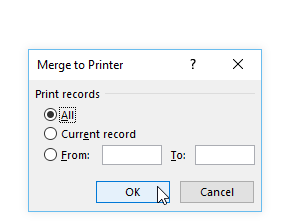 Merge to Printer ?
Print records
All
Current record
From: To:
OK Cancel